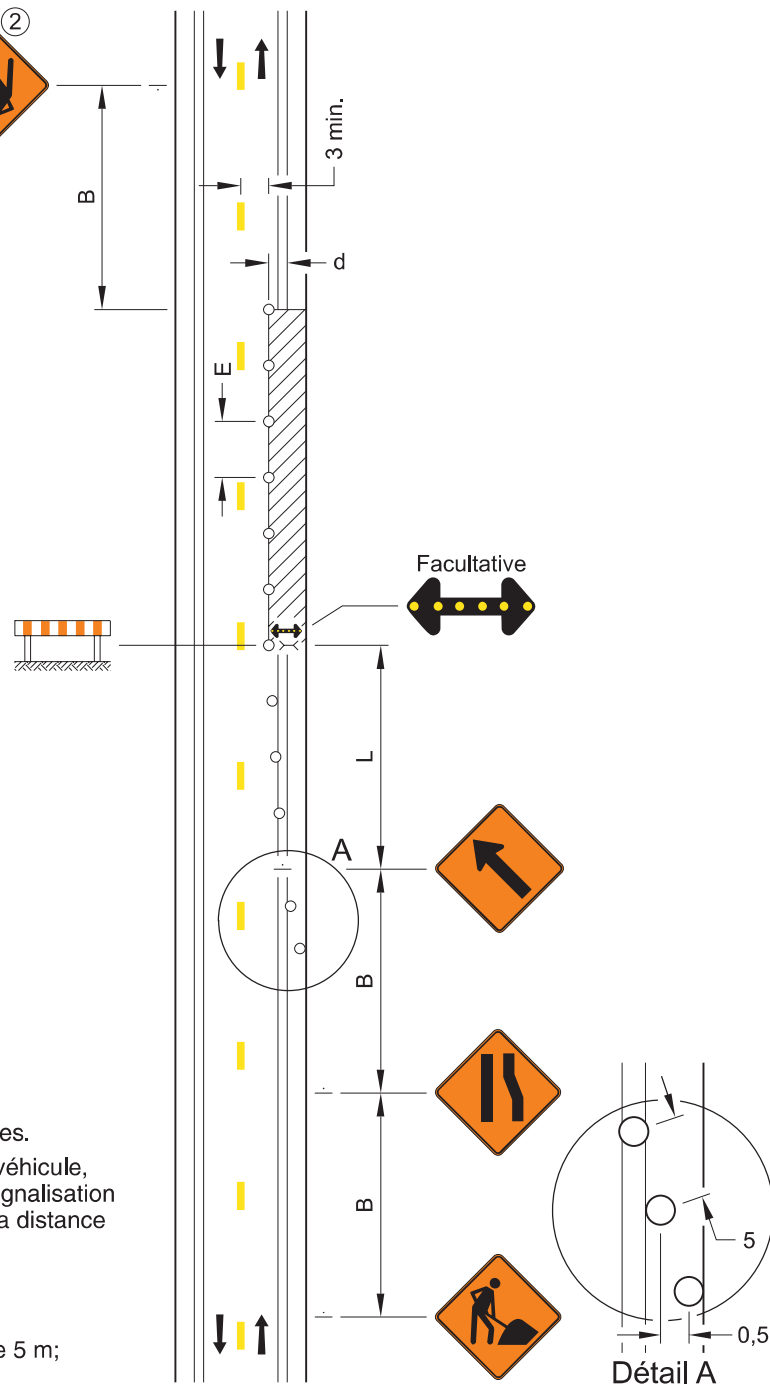 2
B
3 min.
d
E
Facultative
L
A
B
B
es.
véhicule,
gnalisation
a distance
e 5 m;
5
0,5
Détail A